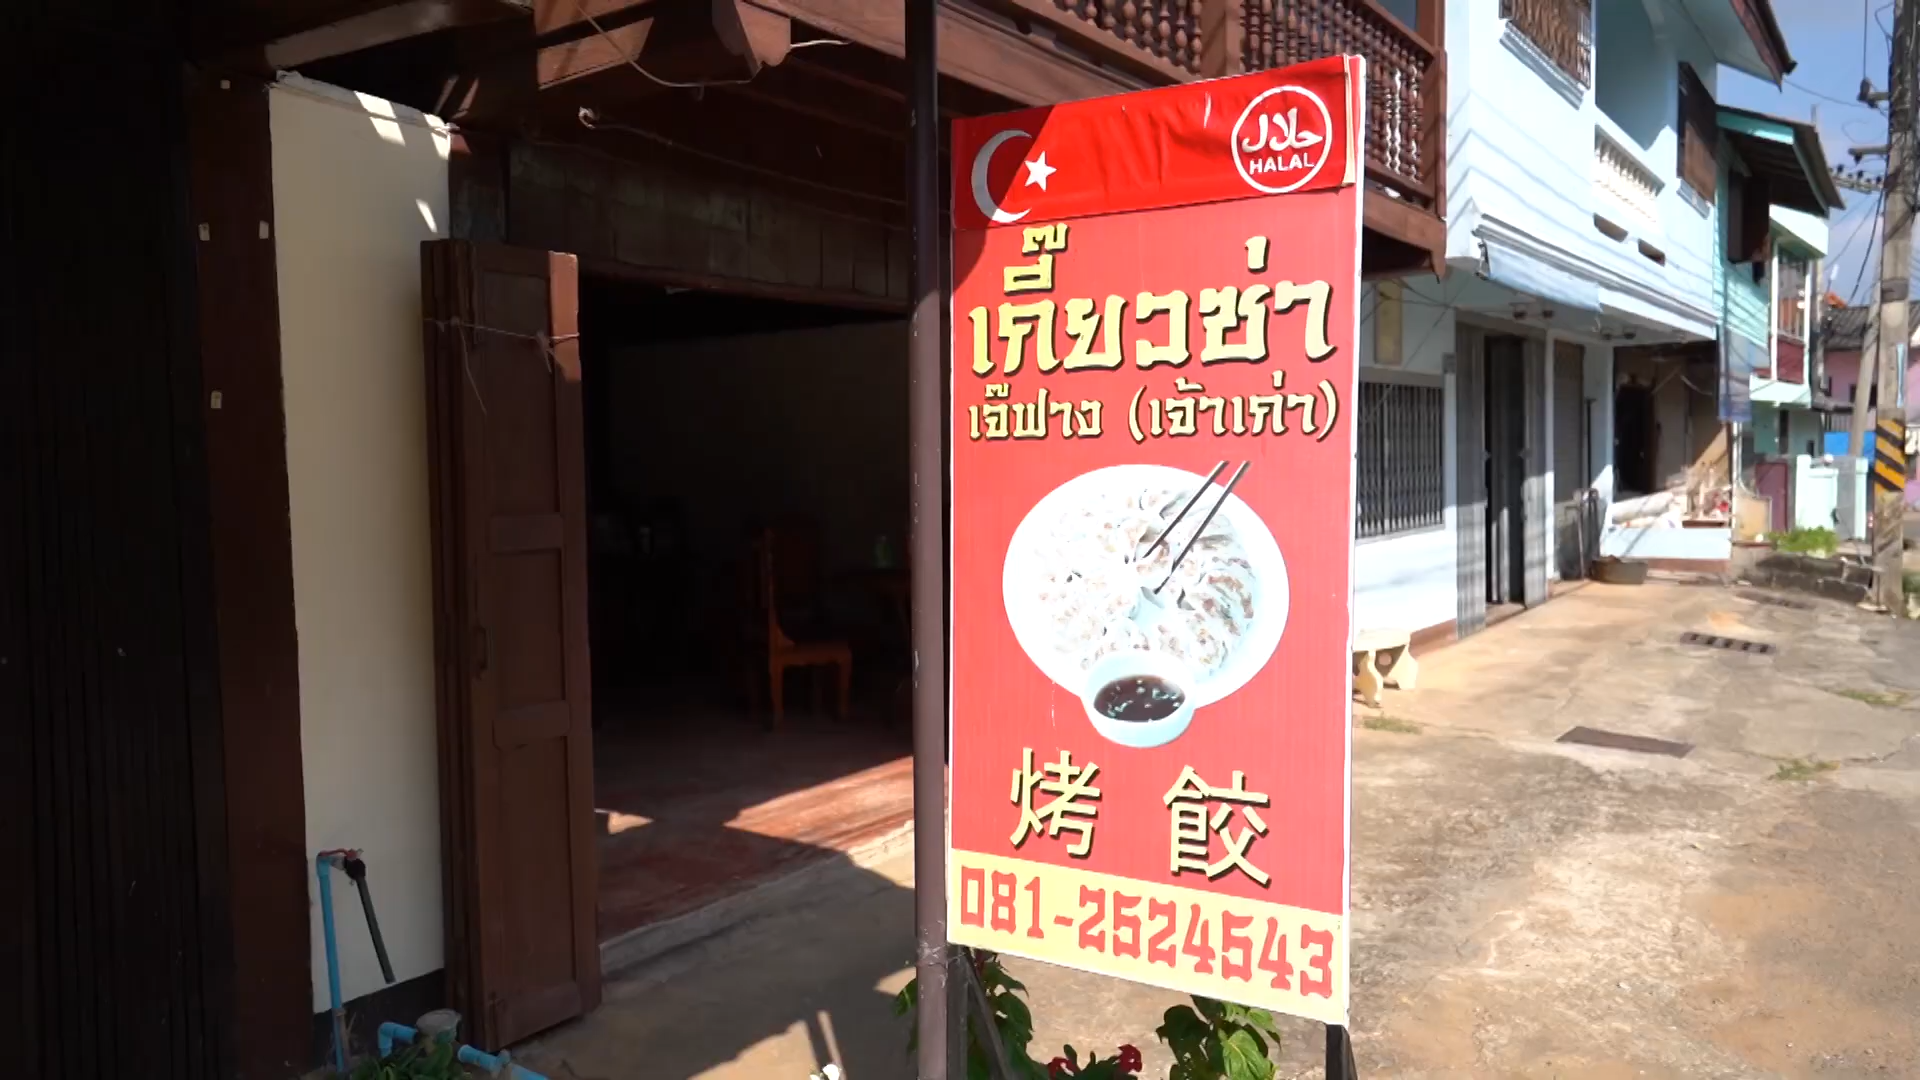 حلال
HALAL
เกี๊ยวซ่า
เจ๊ฟาง (เจ้าเก่า)
烤 餃
081-2524543